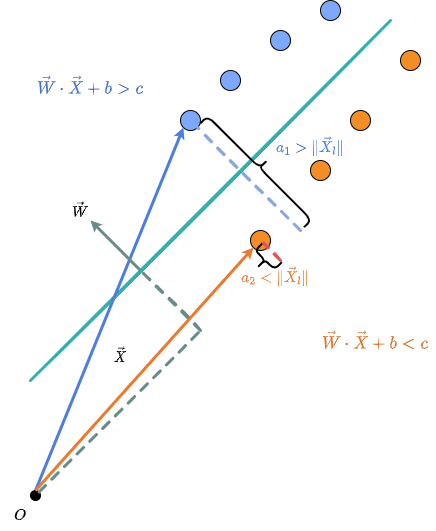 $\vec{W} \cdot \vec{X} + b > c$
$a_1 > \|\vec{X}_l\|$
$\vec{W}$
$a_2 < \|\vec{X}_l\|$
$\vec{W} \cdot \vec{X} + b < c$
$\vec{X}$
$O$